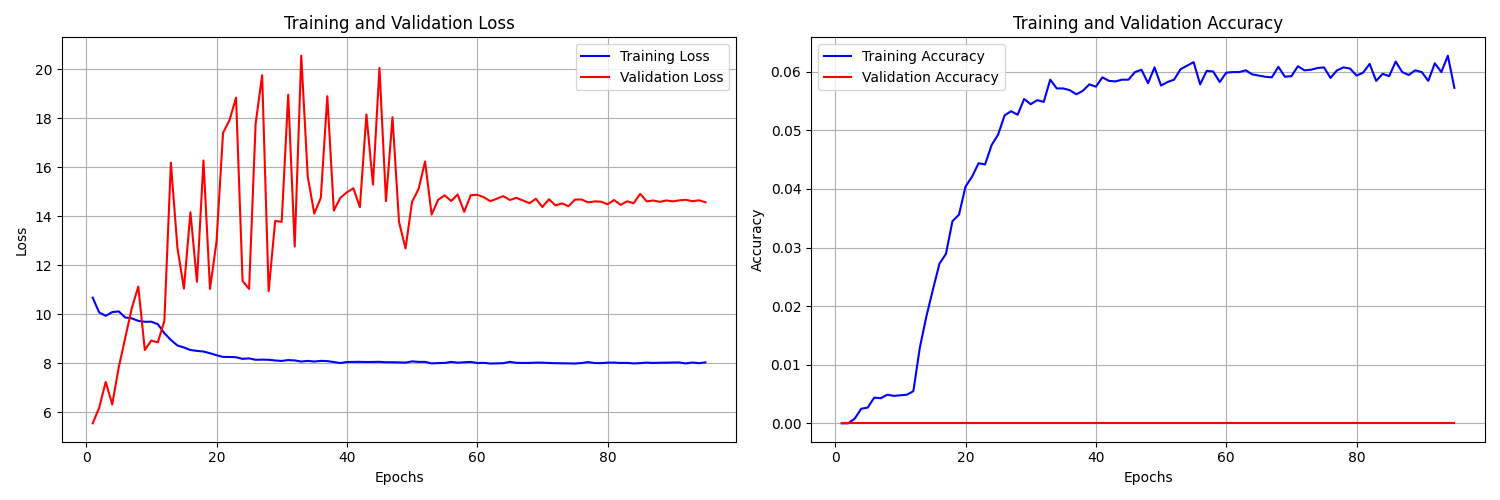 Training and Validation Loss
Training Loss
Validation Loss
Loss
20
18
16
14
12
10
8
6
0
20
40
60
80
Epochs
Training and Validation Accuracy
Training Accuracy
Validation Accuracy
Accuracy
0.06
0.05
0.04
0.03
0.02
0.01
0.00
0
20
40
60
80
Epochs